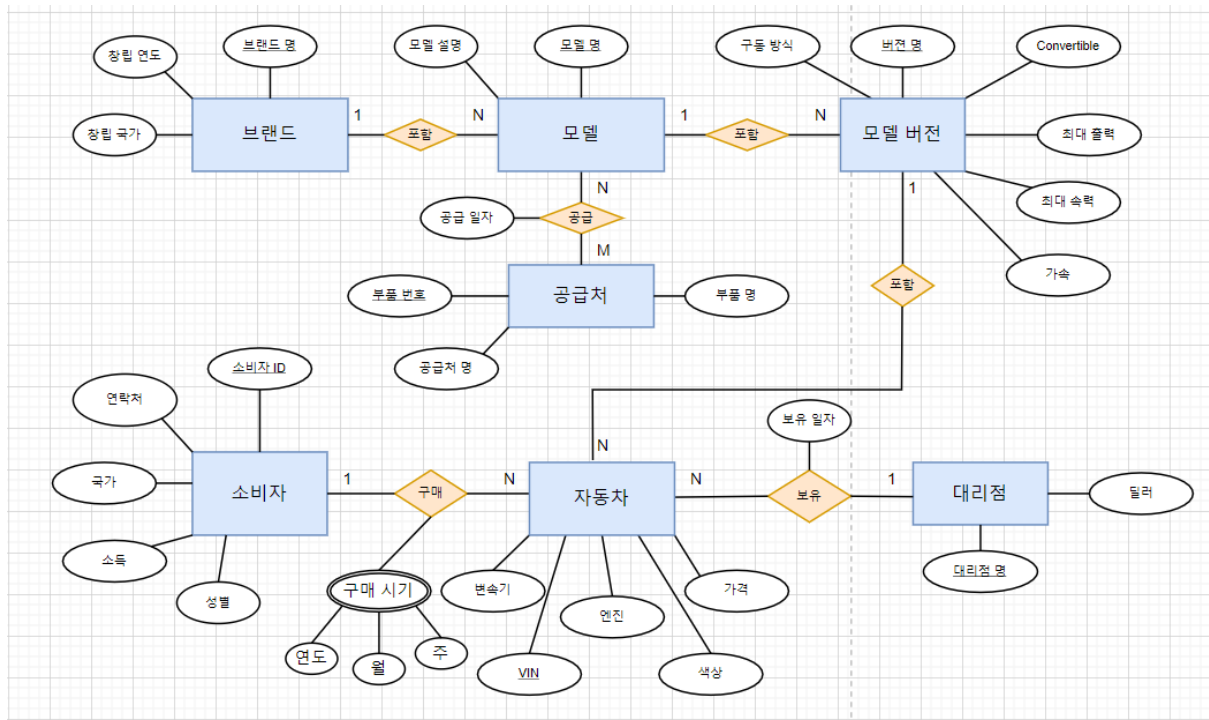 창립 연도
브랜드 명
모델 설명
모델 명
구동 방식
버젼 명
Convertible
창립 국가
브랜드
1
포함
N
모델
1
포함
N
모델 버전
최대 출력
최대 속력
가속
1
N
공급 일자
공급
M
부품 번호
공급처
부품 명
공급처 명
포함
소비자 ID
연락처
국가
소비자
1
구매
N
N
자동차
N
보유 일자
보유
1
대리점
딜러
대리점 명
소득
성별
구매 시기
연도
월
주
변속기
VIN
엔진
색상
가격